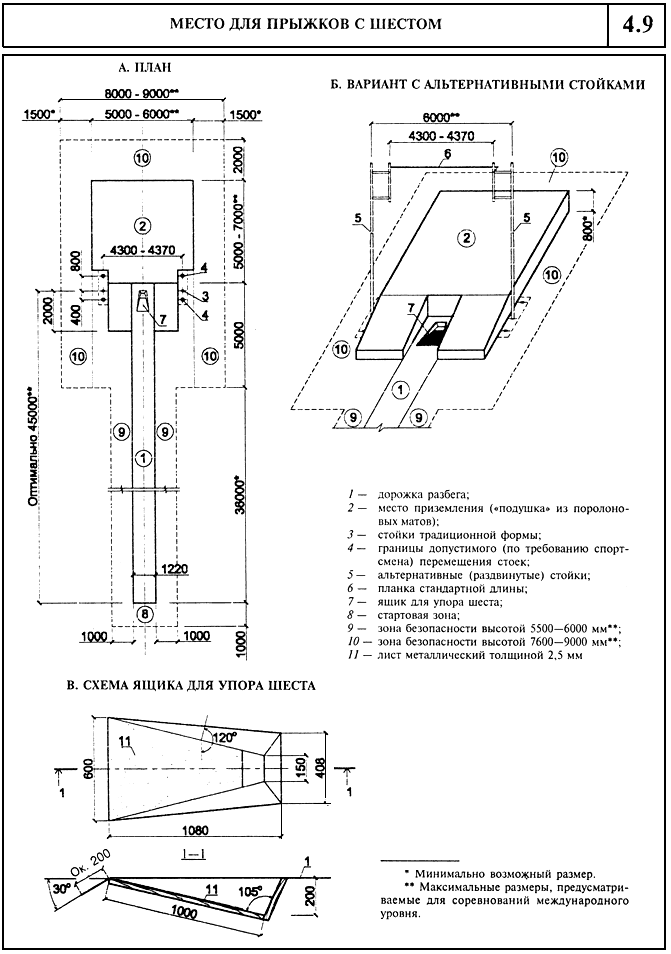 МЕСТО ДЛЯ ПРЫЖКОВ С ШЕСТОМ
4.9
А. ПЛАН
8000 - 9000**
1500*
5000 - 6000**
1500*
10
2000
2
5000 - 7000**
4300 - 4370
800
4
3
4
400
2000
7
5000
10
10
Оптимально 45000**
9
9
1
38000*
1220
8
1000
1000
1000
Б. ВАРИАНТ С АЛЬТЕРНАТИВНЫМИ СТОЙКАМИ
6000**
4300 - 4370
6
10
5
5
2
800*
10
7
10
1
9
9
1 — дорожка разбега;
2 — место приземления («подушка» из пороло­но-
вых матов);
3 — стойки традиционной формы;
4 — границы допустимого (по требованию спорт-
смена) перемещения стоек;
5 — альтернативные (раздвинутые) стойки;
6 — планка стандартной длины;
7 — ящик для упора шеста;
8 — стартовая зона;
9 — зона безопасности высотой 5500—6000 мм**;
10 — зона безопасности высотой 7600—9000 мм**;
11 — лист металлический толщиной 2,5 мм
В. СХЕМА ЯЩИКА ДЛЯ УПОРА ШЕСТА
11
120°
600
150
408
1
1
1080
1—1
Ок. 200
1
30°
11
105°
200
1000
* Минимально возможный размер.
** Максимальные размеры, предусматри-
ваемые для соревнований международного
уровня.